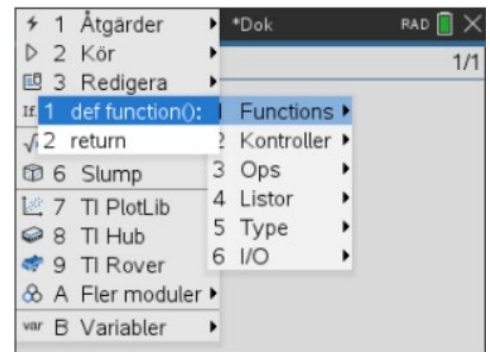 1 Åtgärder
*Dok
RAD
2 Kör
1/1
3 Redigera
If.
1 def function():
Functions
2 return
2 Kontroller
6 Slump
3 Ops
7 TI PlotLib
4 Listor
8 TI Hub
5 Type
9 TI Rover
6 I/O
A Fler moduler
var B Variabler